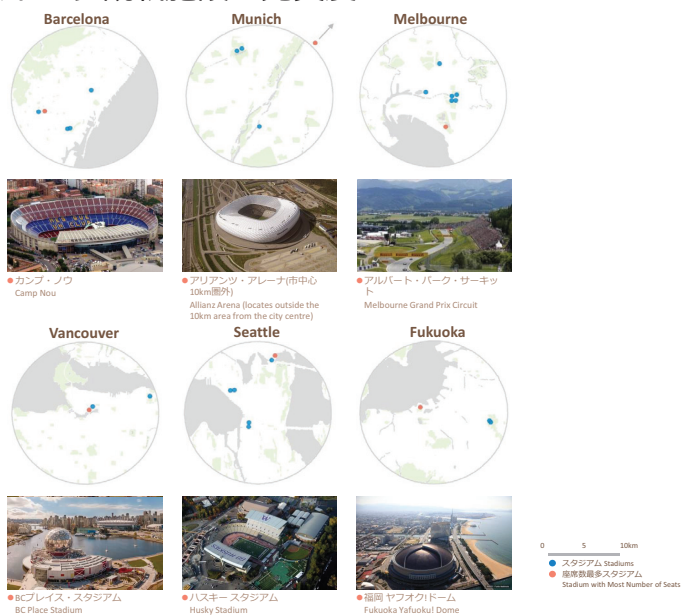 Barcelona
Munich
Melbourne
カンプ・ノウ
Camp Nou
アリアンツ・アレーナ(市中心
10km圏外)
Allianz Arena (locates outside the
10km area from the city centre)
アルバート・パーク・サーキッ
ト
Melbourne Grand Prix Circuit
Vancouver
Seattle
Fukuoka
BCプレイス・スタジアム
BC Place Stadium
ハスキー スタジアム
Husky Stadium
福岡 ヤフオク!ドーム
Fukuoka Yafuoku! Dome
0 5 10km
スタジアム Stadiums
座席数最多スタジアム
Stadium with Most Number of Seats